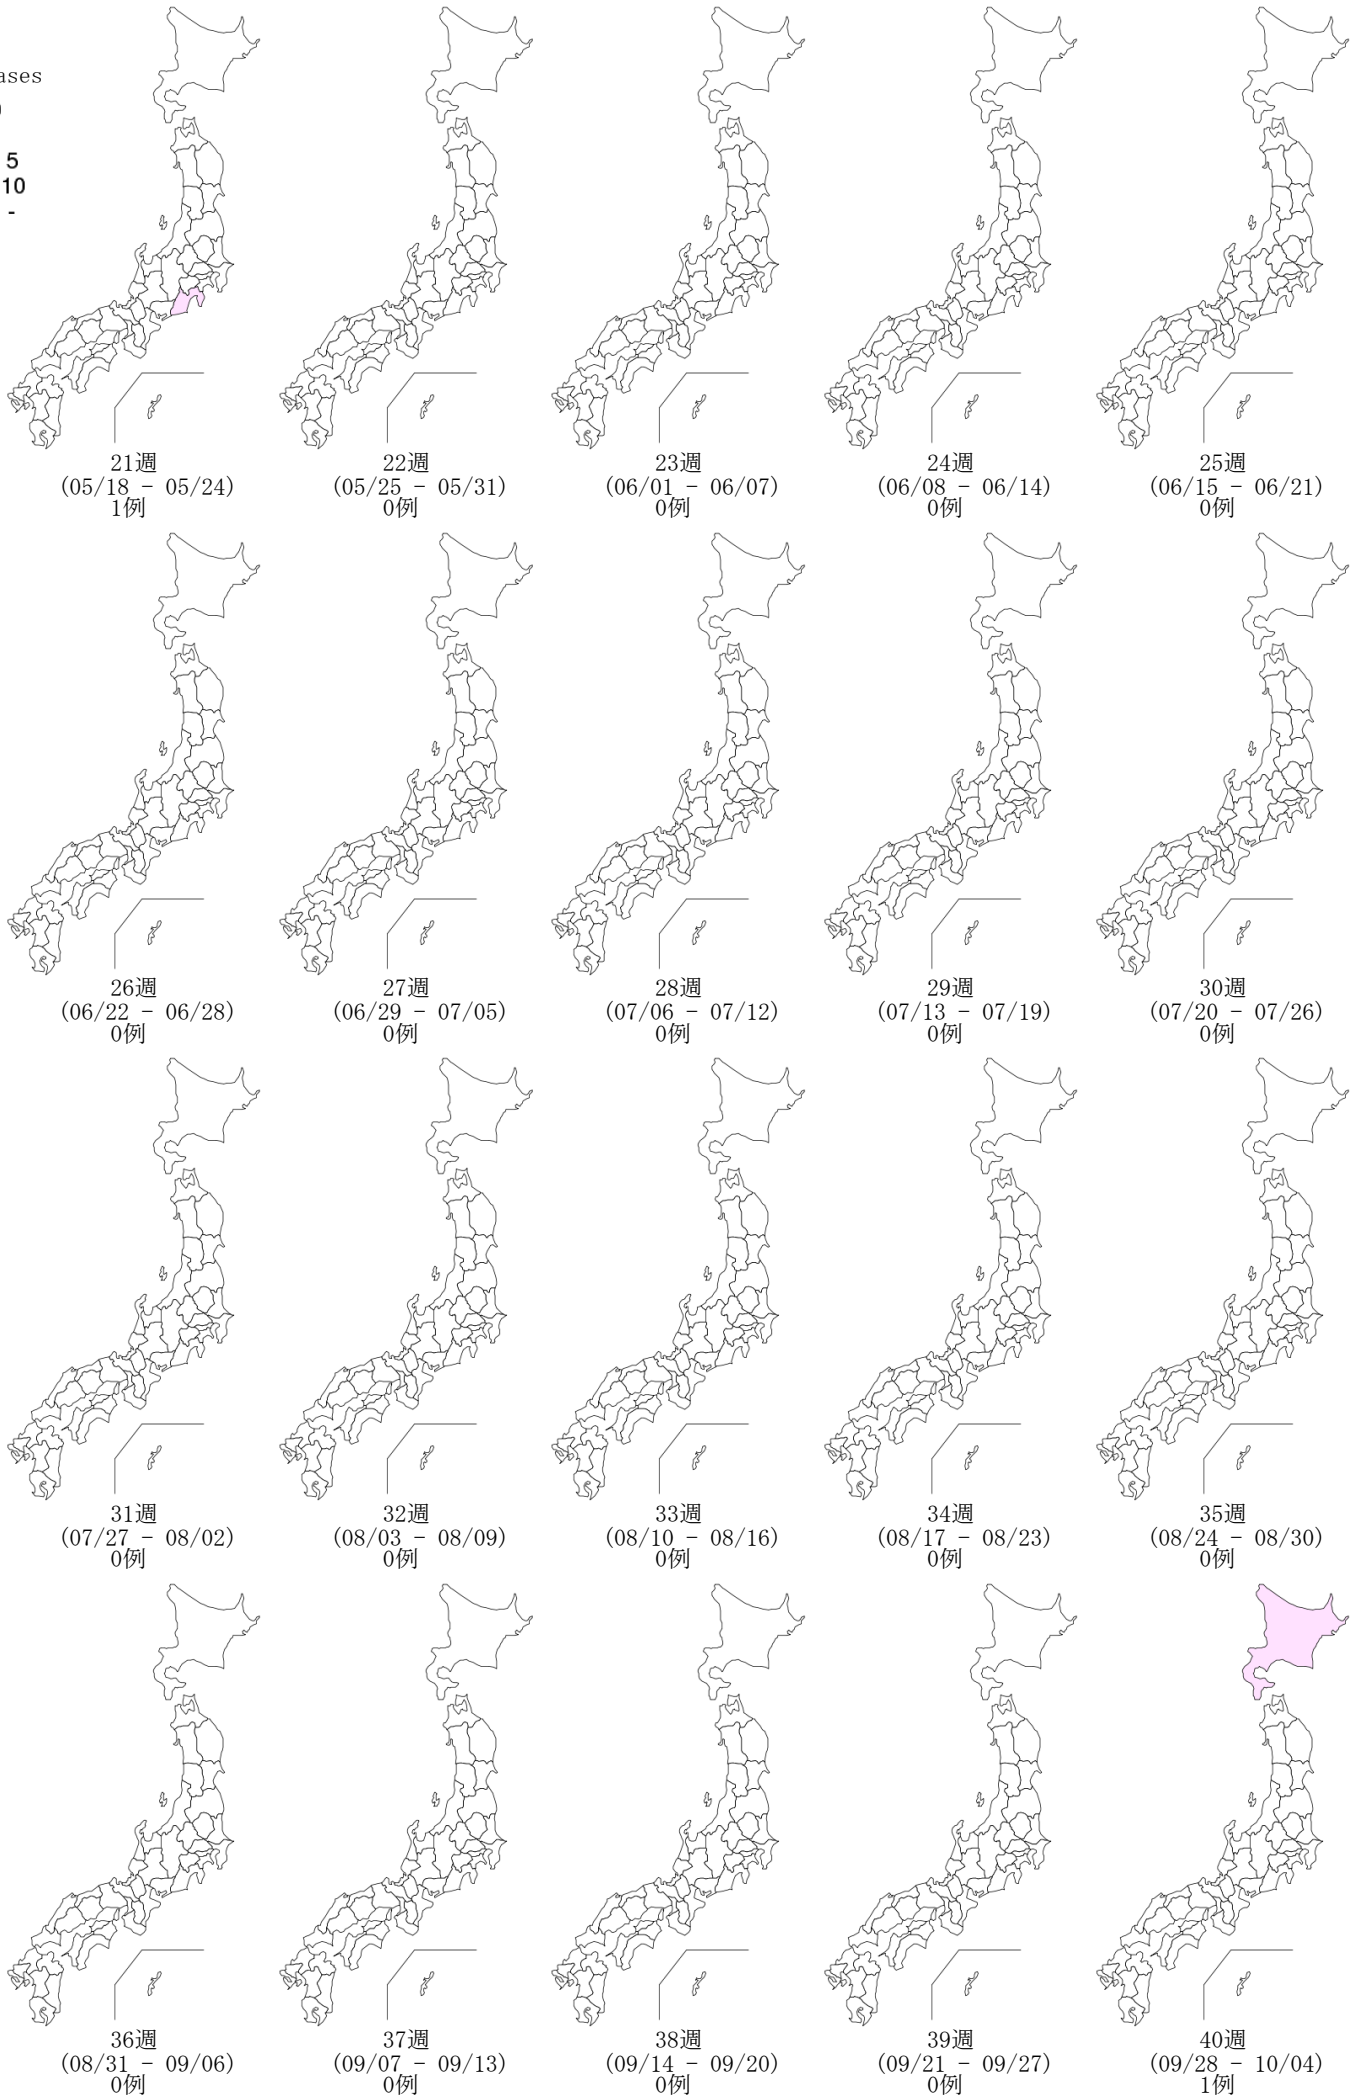 ases
5
10
-
21週
(05/18 - 05/24)
1例
22週
(05/25 - 05/31)
0例
23週
(06/01 - 06/07)
0例
24週
(06/08 - 06/14)
0例
25週
(06/15 - 06/21)
0例
26週
(06/22 - 06/28)
0例
27週
(06/29 - 07/05)
0例
28週
(07/06 - 07/12)
0例
29週
(07/13 - 07/19)
0例
30週
(07/20 - 07/26)
0例
31週
(07/27 - 08/02)
0例
32週
(08/03 - 08/09)
0例
33週
(08/10 - 08/16)
0例
34週
(08/17 - 08/23)
0例
35週
(08/24 - 08/30)
0例
36週
(08/31 - 09/06)
0例
37週
(09/07 - 09/13)
0例
38週
(09/14 - 09/20)
0例
39週
(09/21 - 09/27)
0例
40週
(09/28 - 10/04)
1例